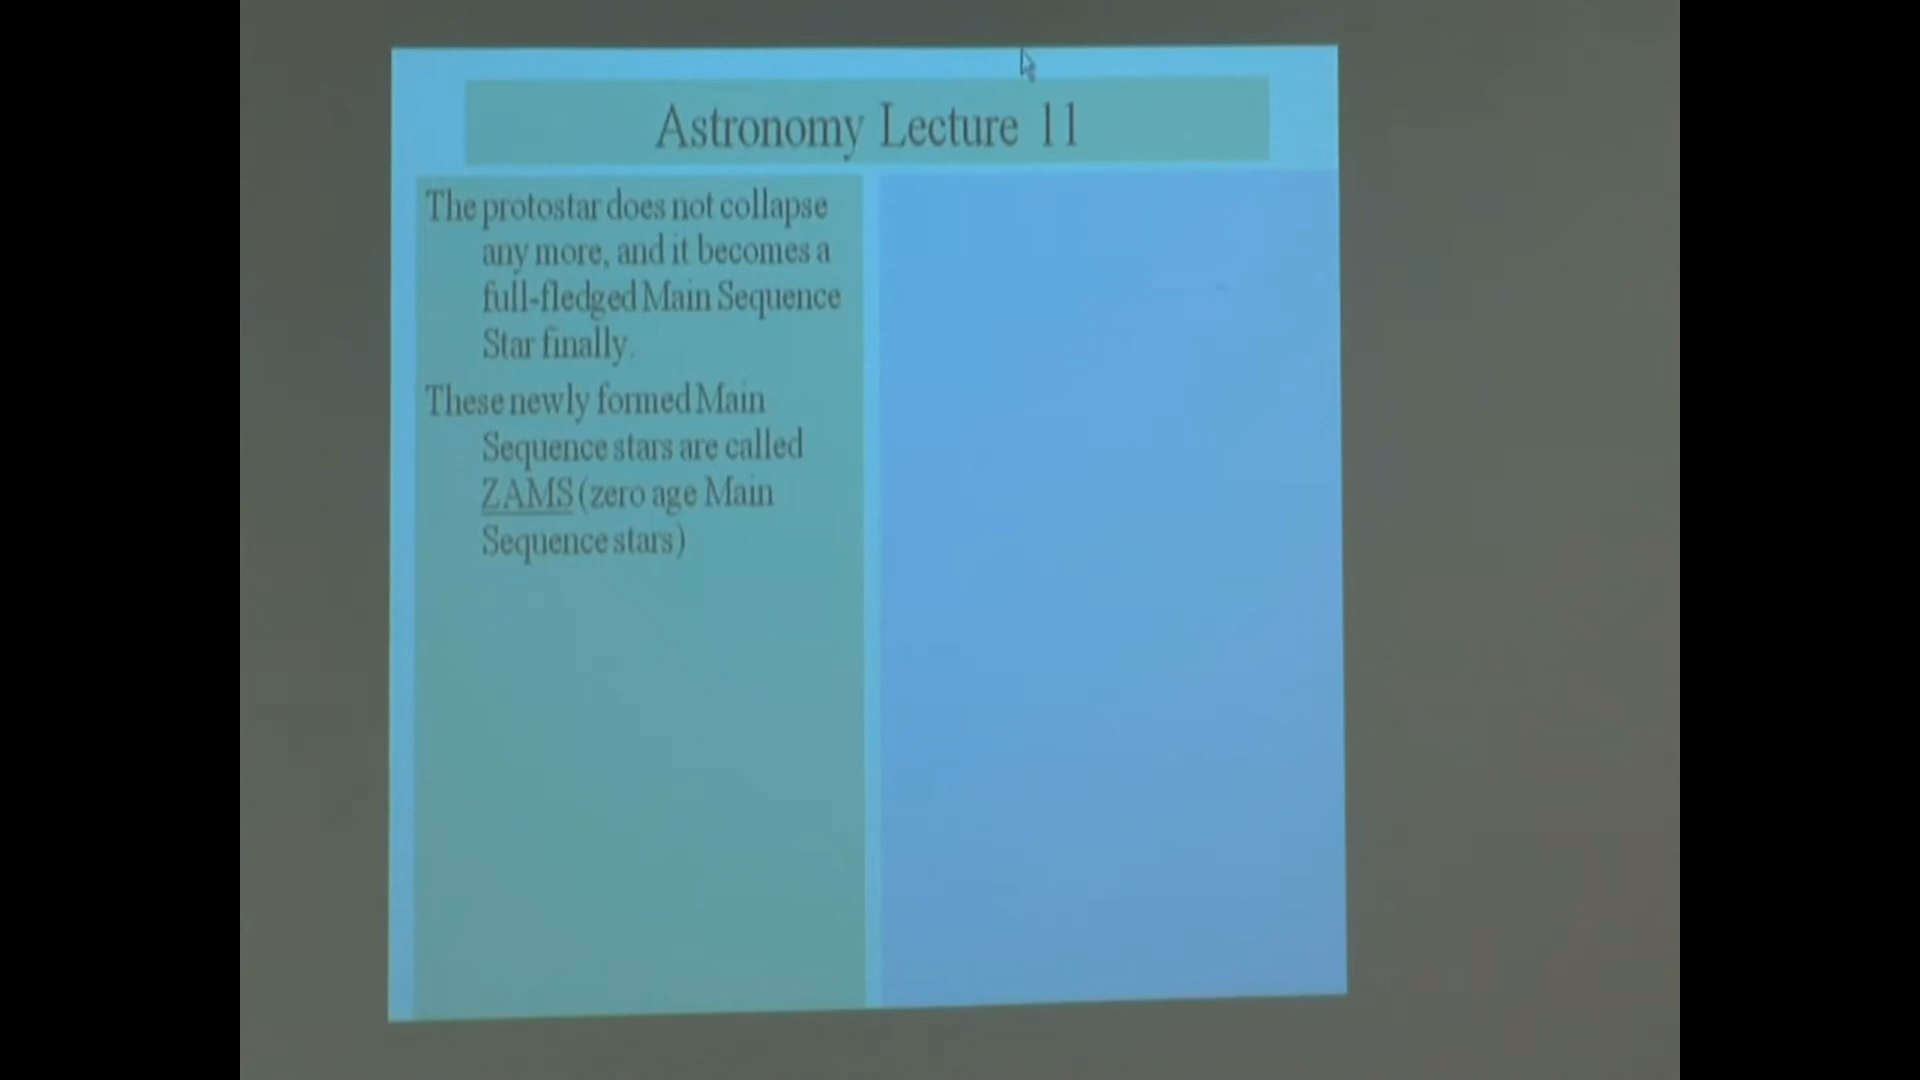 Astronomy Lecture 11
The protostar does not collapse
any more, and it becomes a
full-fledged Main Sequence
Star finally.
These newly formed Main
Sequence stars are called
ZAMS (zero age Main
Sequence stars)